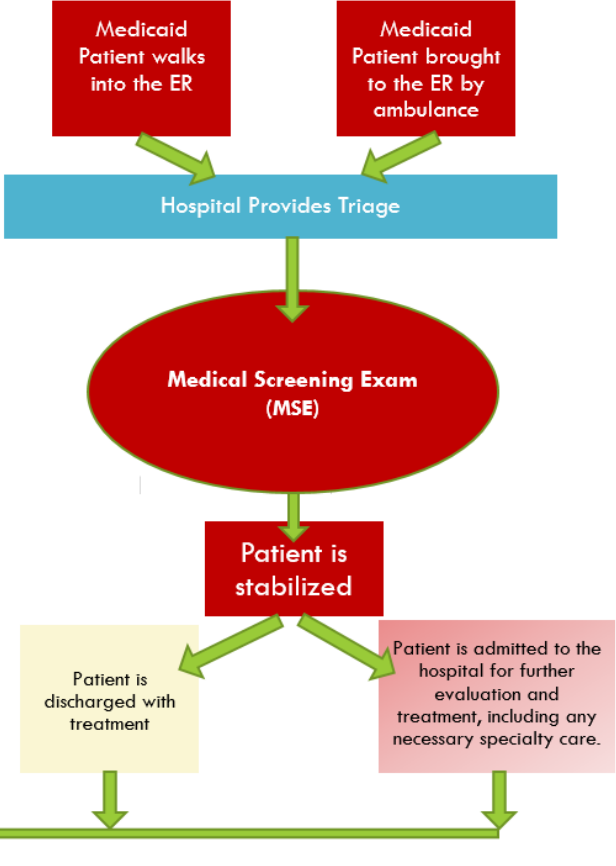 Medicaid
Patient walks
into the ER
Medicaid
Patient brought
to the ER by
ambulance
Hospital Provides Triage
Medical Screening Exam
(MSE)
Patient is
stabilized
Patient is
discharged with
treatment
Patient is admitted to the
hospital for further
evaluation and
treatment, including any
necessary specialty care.